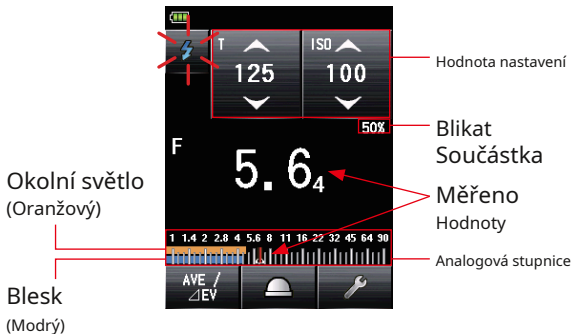 T
ISO
125
100
Hodnota nastavení
50%
Blikat
Součástka
F
5.6 4
Měřeno
Hodnoty
Okolní světlo
(Oranžový)
1 1.4 2 2.8 4 5.6 8 11 16 22 32 45 64 90
Analogová stupnice
AVE /
⊿EV
Blesk
(Modrý)